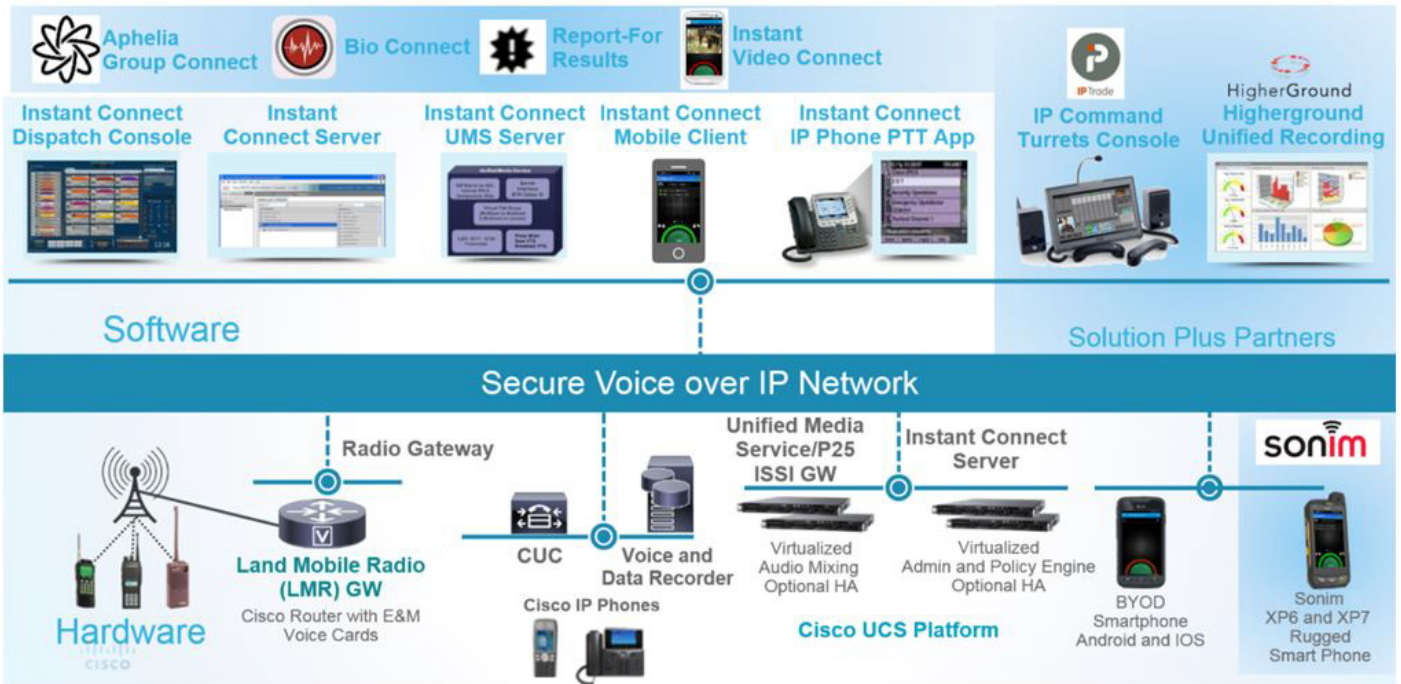 Aphelia
Group Connect
Bio Connect
Report-For
Results
Instant
Video Connect
IP Trade
HigherGround
Instant Connect
Dispatch Console
Instant
Connect Server
Instant Connect
UMS Server
Instant Connect
Mobile Client
Instant Connect
IP Phone PTT App
IP Command
Turrets Console
Higherground
Unified Recording
12:16
Software
Solution Plus Partners
Secure Voice over IP Network
Radio Gateway
Unified Media
Service/P25
ISSI GW
Instant Connect
Server
sonim
V
Land Mobile Radio
(LMR) GW
Cisco Router with E&M
Voice Cards
CUC
Voice and
Data Recorder
Cisco IP Phones
Virtualized
Audio Mixing
Optional HA
Virtualized
Admin and Policy Engine
Optional HA
Cisco UCS Platform
BYOD
Smartphone
Android and IOS
Sonim
XP6 and XP7
Rugged
Smart Phone
Hardware
CISCO